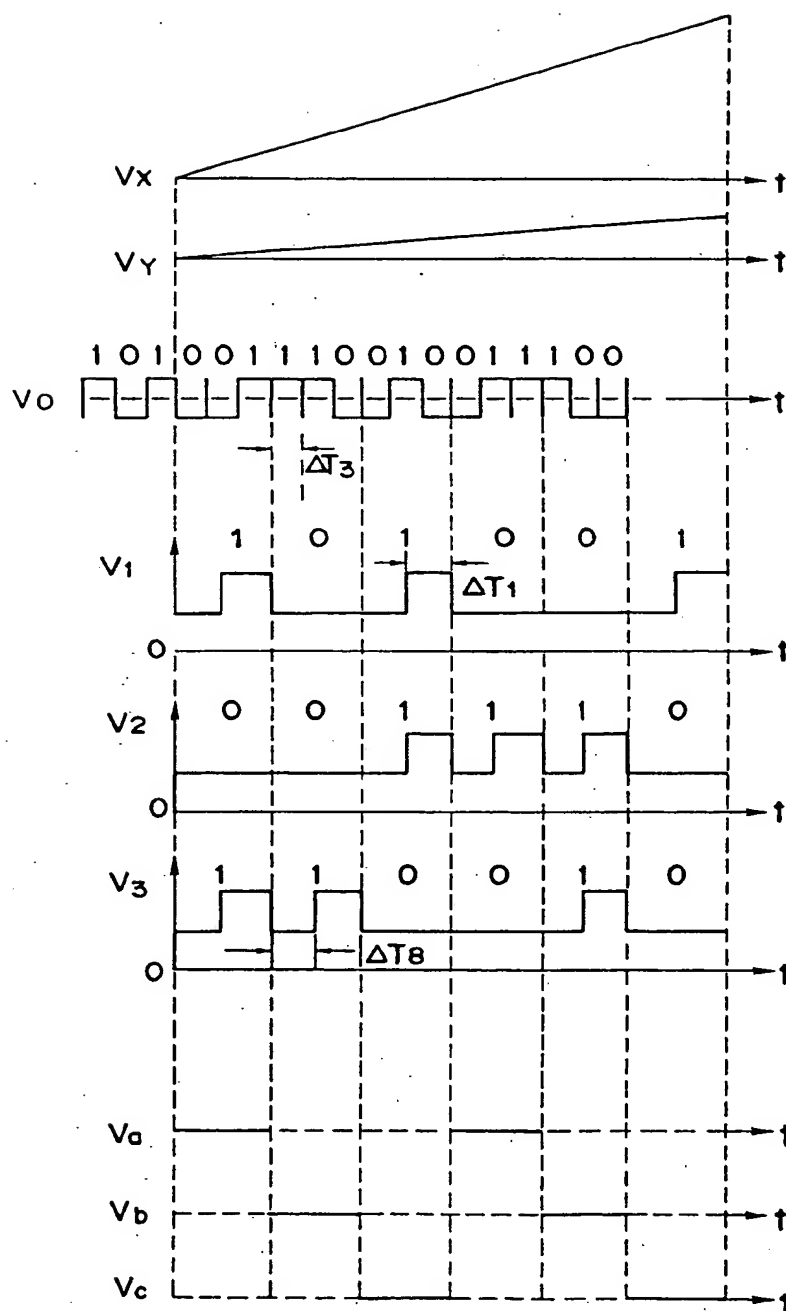 VX t
VY t
1 0 1 0 0 1 1 1 0 0 1 0 0 1 1 1 0 0
VO t
ΔT3
1 0 1 0 0 1
V1
ΔT1
0 t
0 0 1 1 1 0
V2
0 t
1 1 0 0 1 0
V3
ΔT8
0 t
Va t
Vb t
Vc t